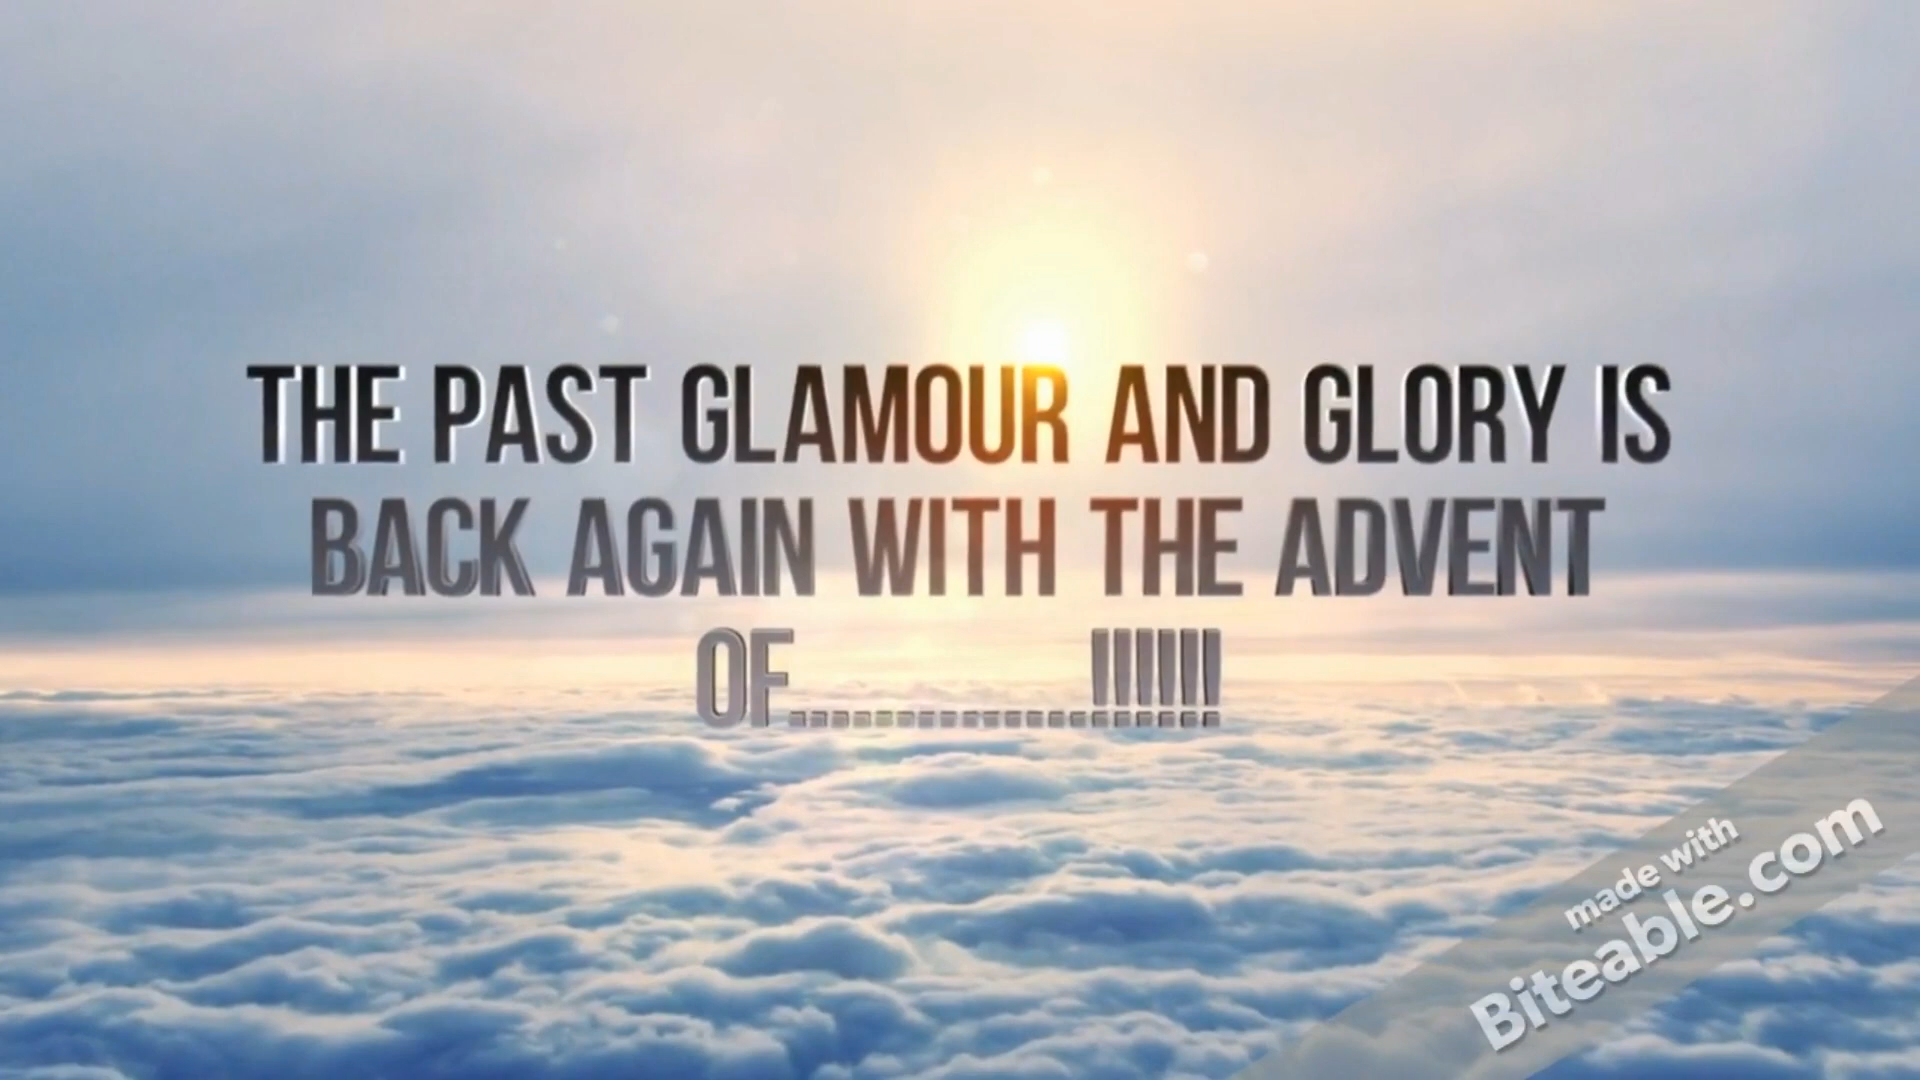 THE PAST GLAMOUR AND GLORY IS
BACK AGAIN WITH THE ADVENT
OF....................!!!!!!
made with
Biteable.com